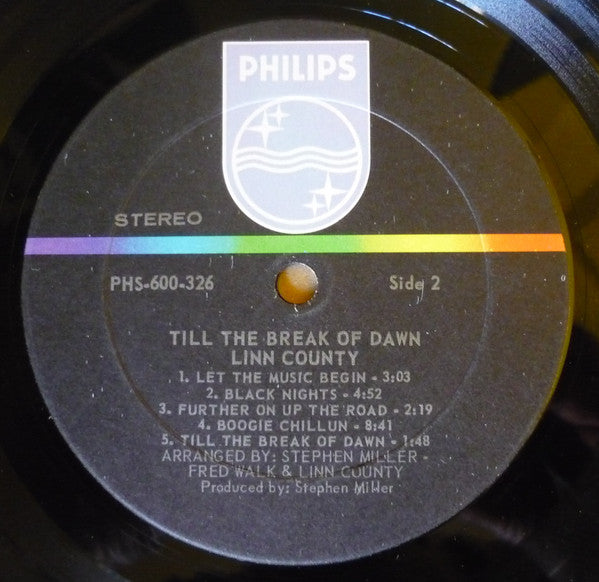 PHILIPS
STEREO
PHS-600-326 Side 2
TILL THE BREAK OF DAWN
LINN COUNTY
1. LET THE MUSIC BEGIN - 3:03
2. BLACK NIGHTS - 4:52
3. FURTHER ON UP THE ROAD - 2:19
4. BOOGIE CHILLUN - 8:41
5. TILL THE BREAK OF DAWN - 1:48
ARRANGED BY: STEPHEN MILLER -
FRED WALK & LINN COUNTY
Produced by: Stephen Miller